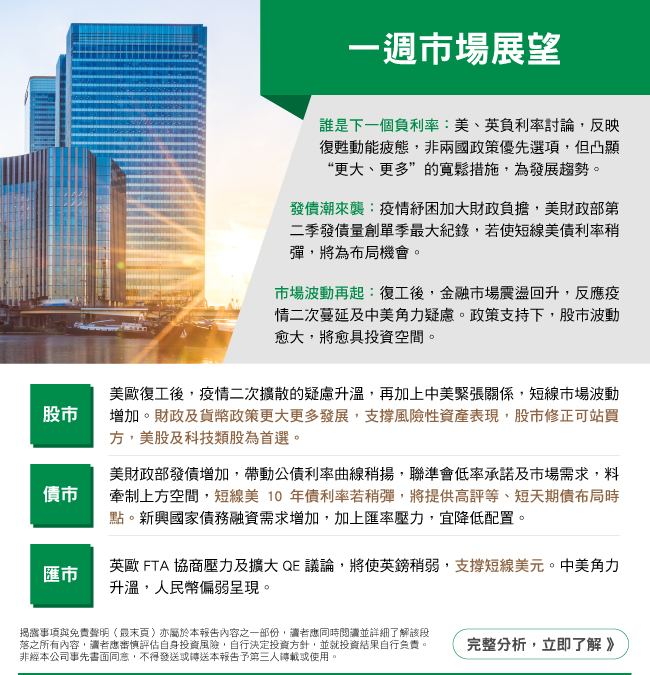 一週市場展望
誰是下一個負利率：美、英負利率討論，反映
復甦動能疲態，非兩國政策優先選項，但凸顯
“更大、更多”的寬鬆措施，為發展趨勢。
發債潮來襲：疫情紓困加大財政負擔，美財政部第
二季發債量創單季最大紀錄，若使短線美債利率稍
彈，將為布局機會。
市場波動再起：復工後，金融市場震盪回升，反應疫
情二次蔓延及中美角力疑慮。政策支持下，股市波動
愈大，將愈具投資空間。
股市
美歐復工後，疫情二次擴散的疑慮升溫，再加上中美緊張關係，短線市場波動
增加。財政及貨幣政策更大更多發展，支撐風險性資產表現，股市修正可站買
方，美股及科技類股為首選。
債市
美財政部發債增加，帶動公債利率曲線稍揚，聯準會低率承諾及市場需求，料
牽制上方空間，短線美 10 年債利率若稍彈，將提供高評等、短天期債布局時
點。新興國家債務融資需求增加，加上匯率壓力，宜降低配置。
匯市
英歐 FTA 協商壓力及擴大 QE 議論，將使英鎊稍弱，支撐短線美元。中美角力
升溫，人民幣偏弱呈現。
揭露事項與免責聲明（最末頁）亦屬於本報告內容之一部份，讀者應同時閱讀並詳細了解該段
落之所有內容，讀者應審慎評估自身投資風險，自行決定投資方針，並就投資結果自行負責。
非經本公司事先書面同意，不得發送或轉送本報告予第三人轉載或使用。
完整分析，立即了解 》